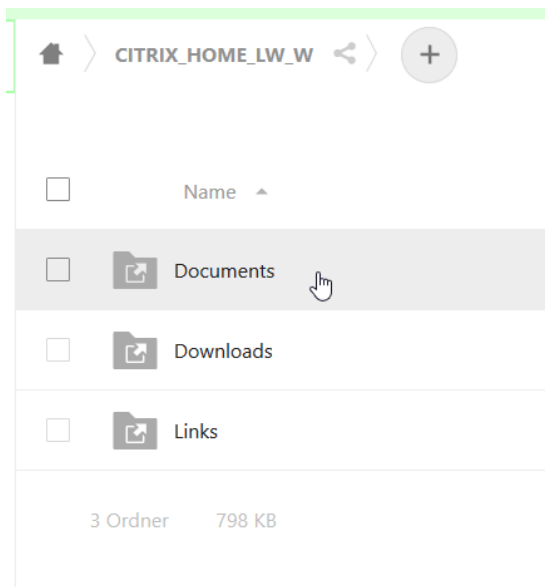 CITRIX_HOME_LW_W
Name
Documents
Downloads
Links
3 Ordner 798 KB